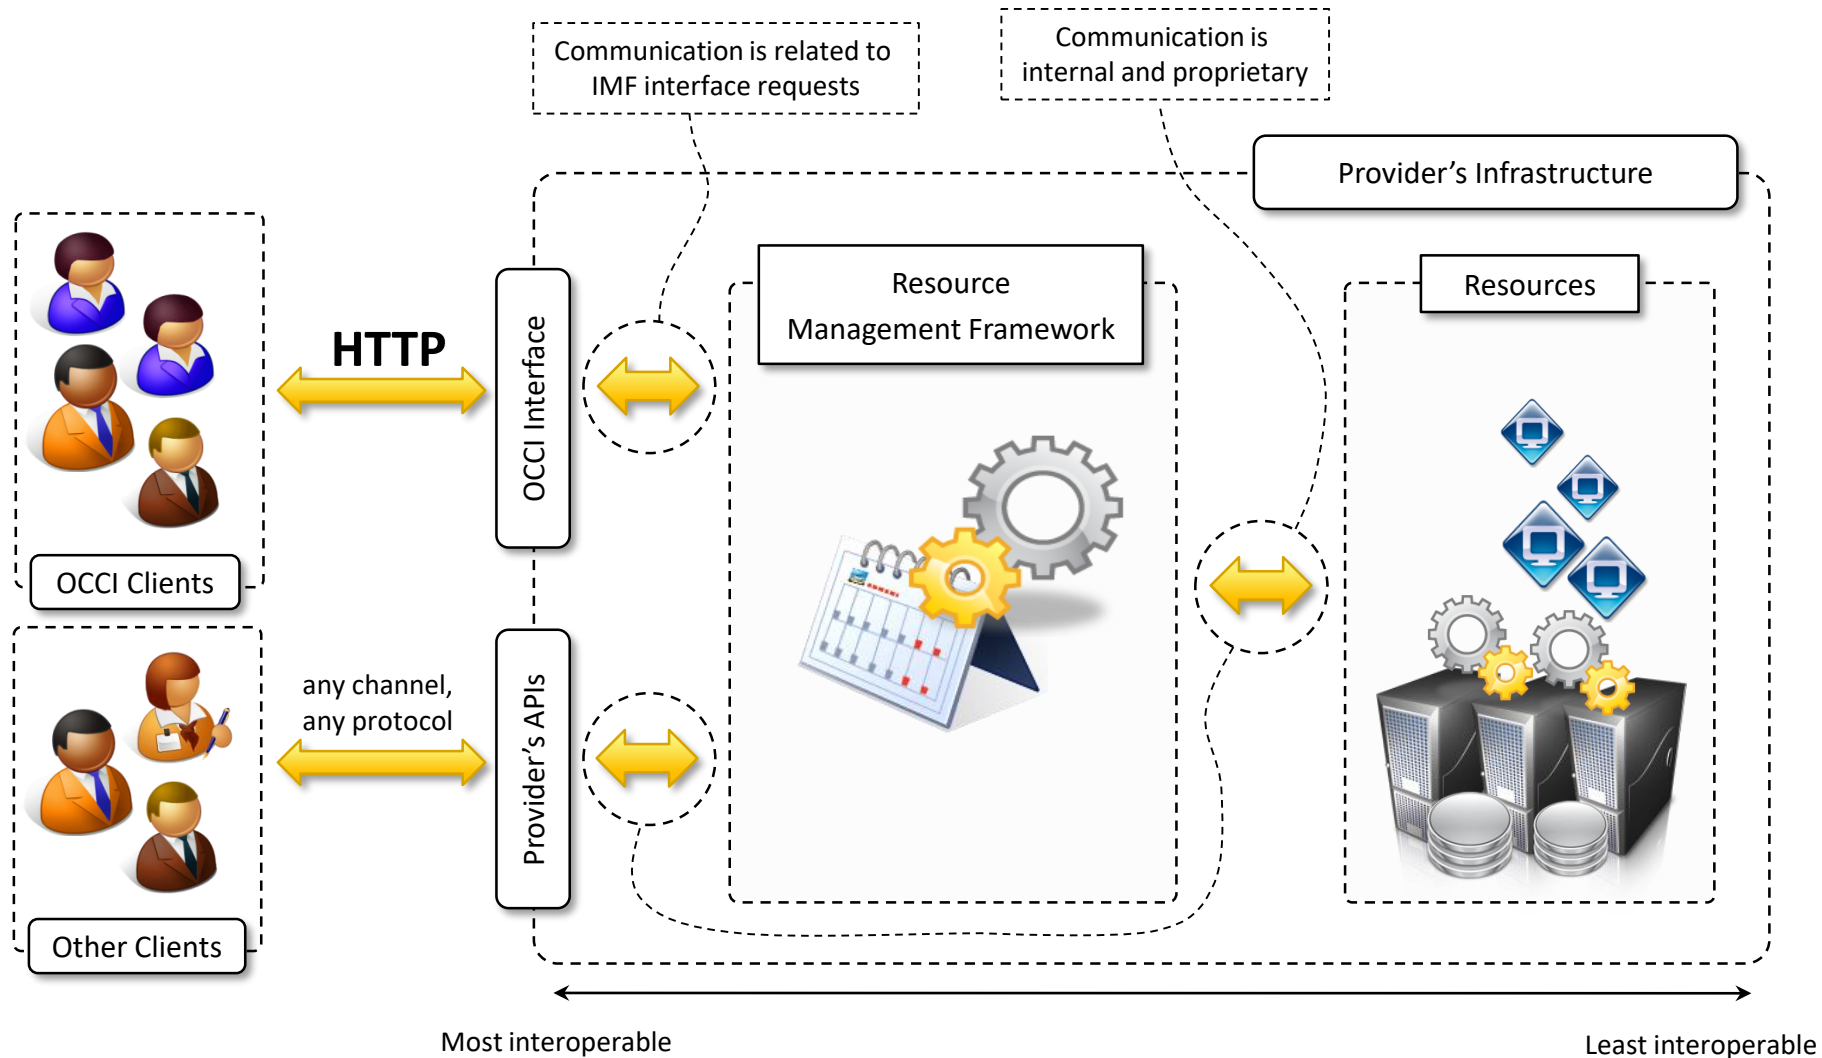 Communication is related to
IMF interface requests
Communication is
internal and proprietary
Provider’s Infrastructure
Resource
Management Framework
Resources
HTTP
OCCI Interface
OCCI Clients
any channel,
any protocol
Provider’s APIs
Other Clients
Most interoperable
Least interoperable